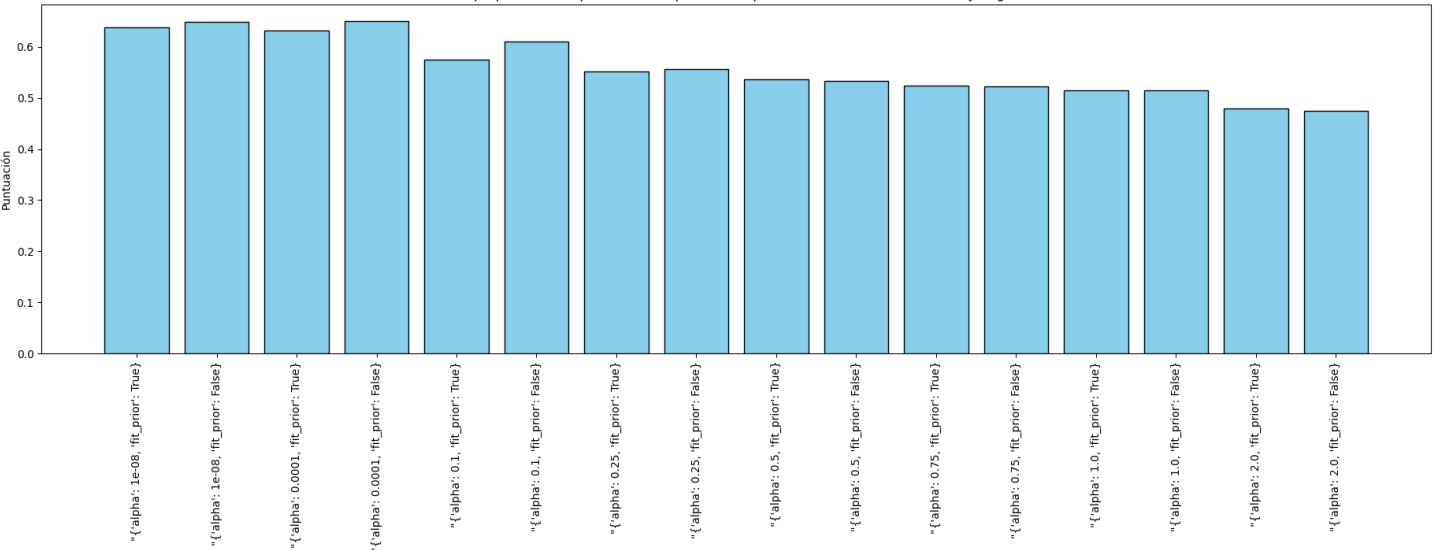 Puntuación
0.6
0.5
0.4
0.3
0.2
0.1
0.0
"{'alpha': 1e-08, 'fit_prior': True}
"{'alpha': 1e-08, 'fit_prior': False}
"{'alpha': 0.0001, 'fit_prior': True}
'{'alpha': 0.0001, 'fit_prior': False}
"{'alpha': 0.1, 'fit_prior': True}
"{'alpha': 0.1, 'fit_prior': False}
"{'alpha': 0.25, 'fit_prior': True}
"{'alpha': 0.25, 'fit_prior': False}
"{'alpha': 0.5, 'fit_prior': True}
"{'alpha': 0.5, 'fit_prior': False}
"{'alpha': 0.75, 'fit_prior': True}
"{'alpha': 0.75, 'fit_prior': False}
"{'alpha': 1.0, 'fit_prior': True}
"{'alpha': 1.0, 'fit_prior': False}
"{'alpha': 2.0, 'fit_prior': True}
"{'alpha': 2.0, 'fit_prior': False}